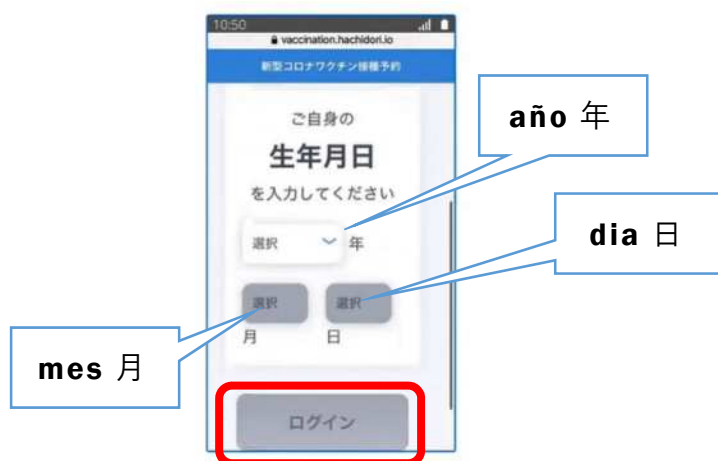 10:50
vaccination.hachidori.io
新型コロナワクチン接種予約
ご自身の
生年月日
を入力してください
選択 年
選択 選択
月 日
ログイン
año 年
dia 日
mes 月